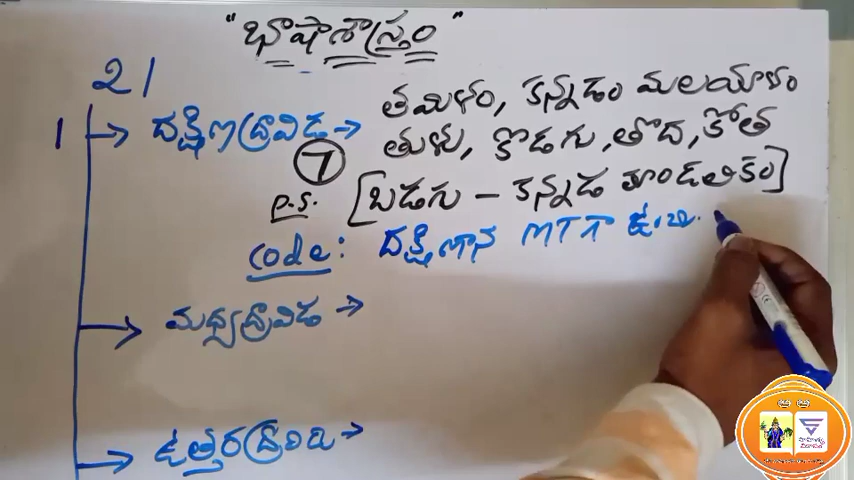 "భాషాశాస్త్రం"
21
1 → దక్షిణద్రావిడ → తమిళం, కన్నడం మలయాళం
తుళు, కొడగు, తొద, కోత
7
P.S. [బడగు - కన్నడ మాండలికం]
code: దక్షిణాన MTగా
→ మధ్యద్రావిడ →
→ ఉత్తరద్రావిడ →